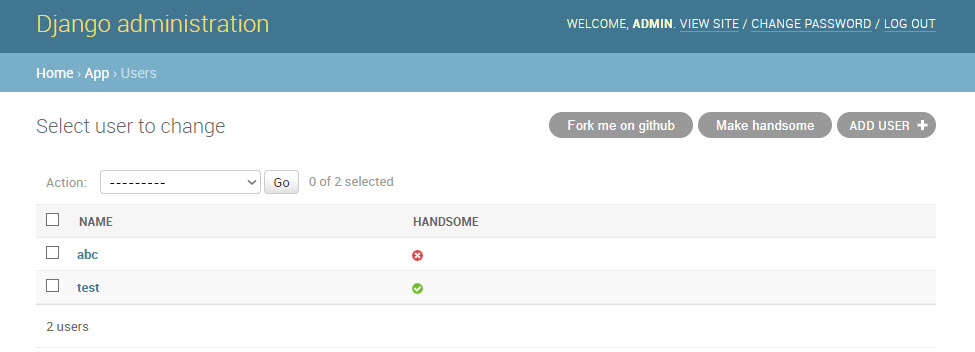 Django administration
WELCOME, ADMIN. VIEW SITE / CHANGE PASSWORD / LOG OUT
Home › App › Users
Select user to change
Fork me on github Make handsome ADD USER +
Action: --------- Go 0 of 2 selected
NAME HANDSOME
abc
test
2 users